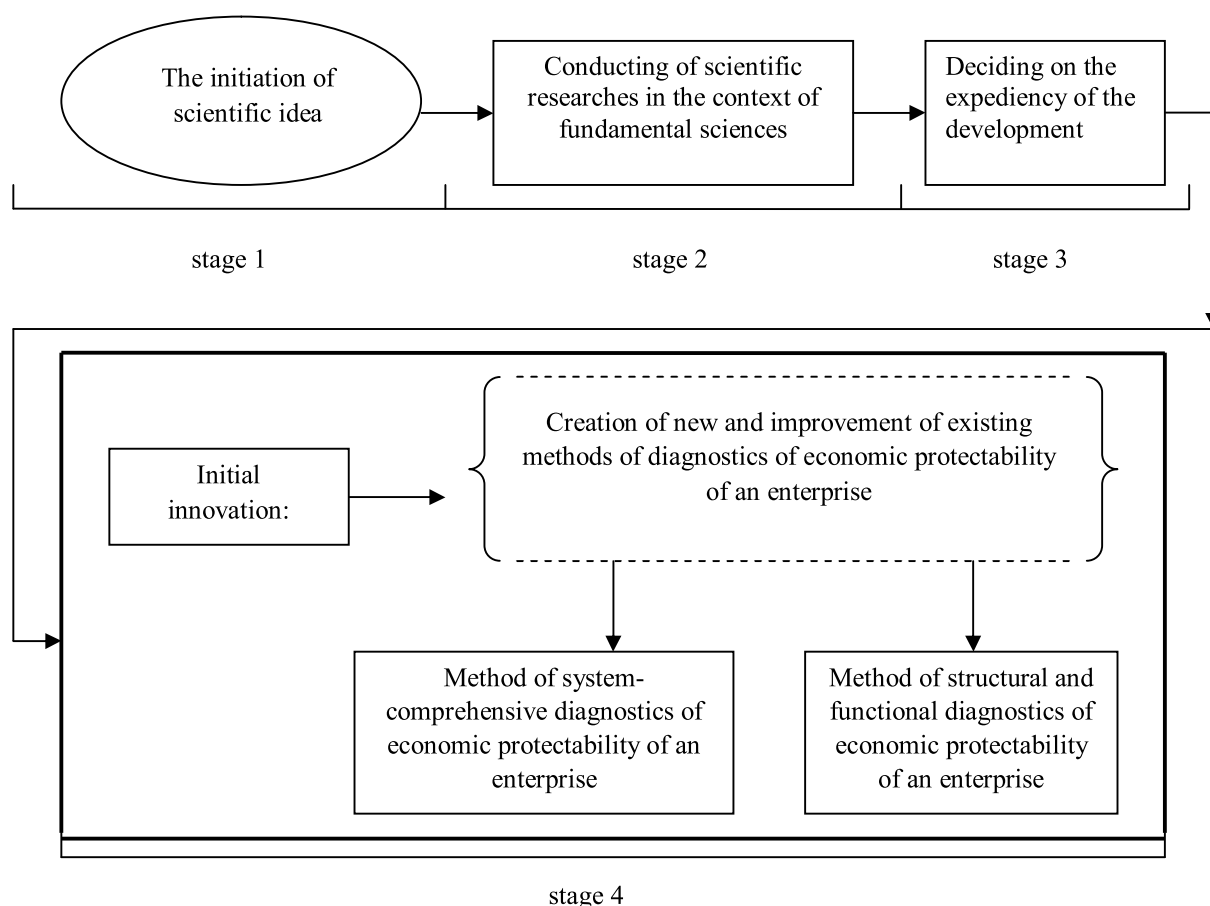 The initiation of
scientific idea
Conducting of scientific
researches in the context of
fundamental sciences
Deciding on the
expediency of the
development
stage 1
stage 2
stage 3
Initial
innovation:
Creation of new and improvement of existing
methods of diagnostics of economic protectability
of an enterprise
Method of system-
comprehensive diagnostics of
economic protectability of an
enterprise
Method of structural and
functional diagnostics of
economic protectability
of an enterprise
stage 4